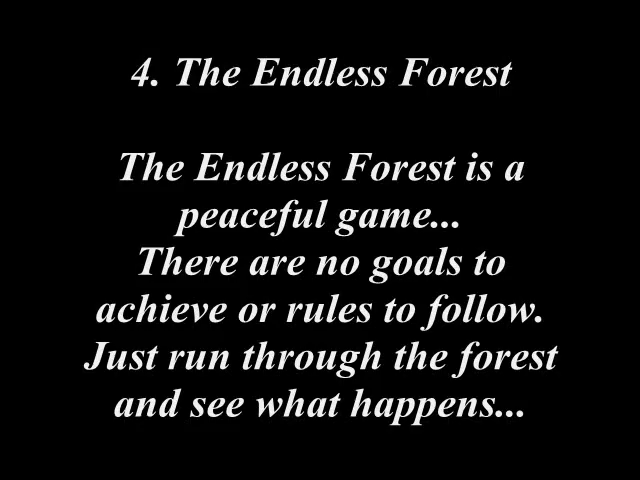 4. The Endless Forest
The Endless Forest is a
peaceful game...
There are no goals to
achieve or rules to follow.
Just run through the forest
and see what happens...